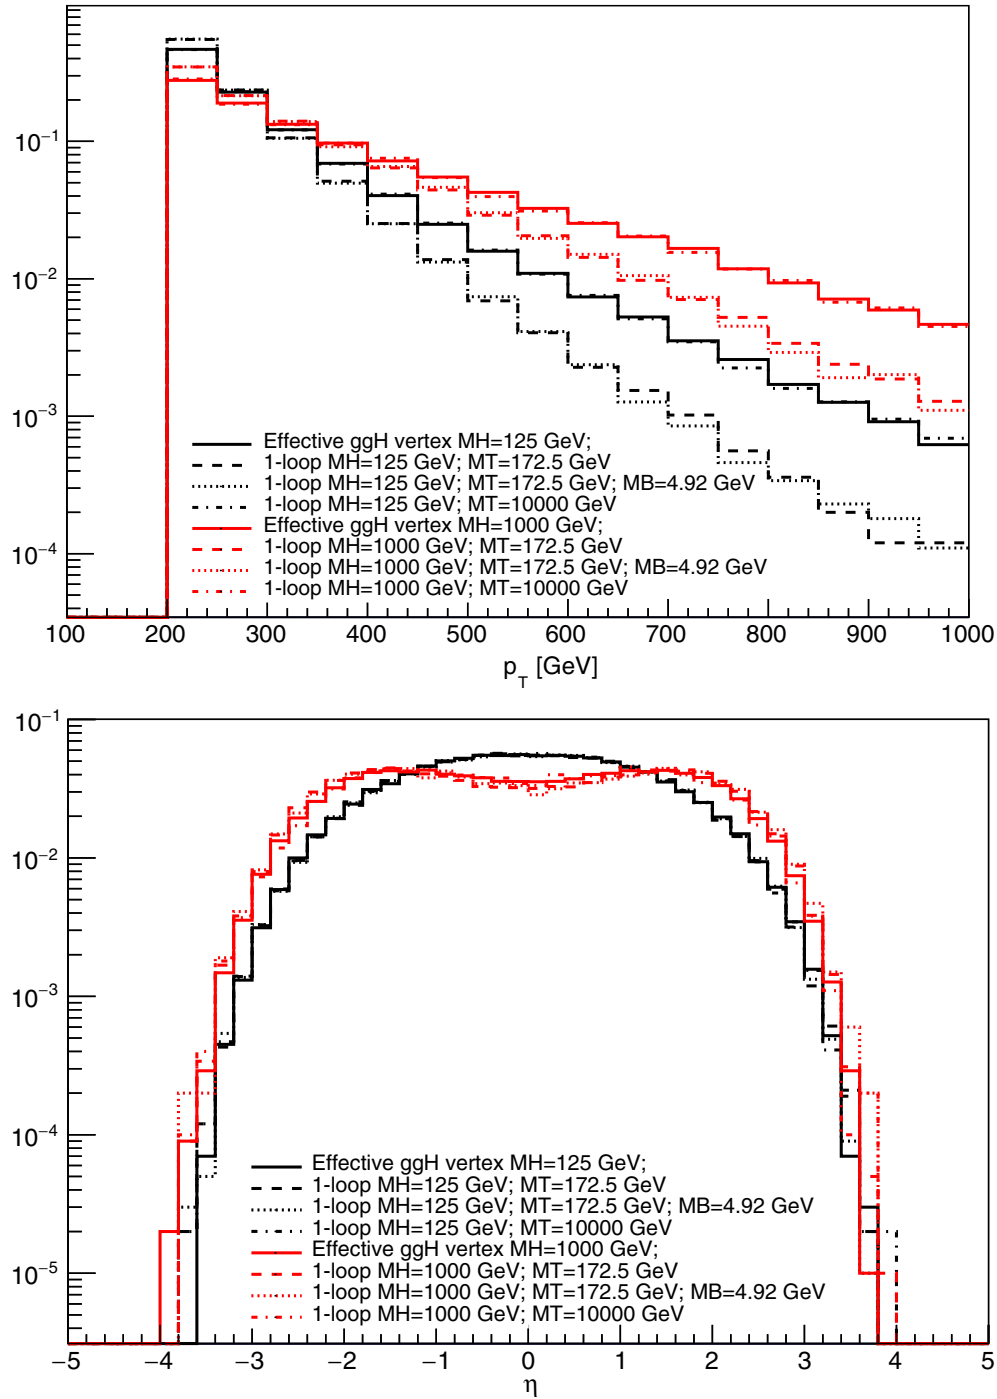 10⁻¹
10⁻²
10⁻³
10⁻⁴
Effective ggH vertex MH=125 GeV;
1-loop MH=125 GeV; MT=172.5 GeV
1-loop MH=125 GeV; MT=172.5 GeV; MB=4.92 GeV
1-loop MH=125 GeV; MT=10000 GeV
Effective ggH vertex MH=1000 GeV;
1-loop MH=1000 GeV; MT=172.5 GeV
1-loop MH=1000 GeV; MT=172.5 GeV; MB=4.92 GeV
1-loop MH=1000 GeV; MT=10000 GeV
100 200 300 400 500 600 700 800 900 1000
p_T [GeV]
10⁻¹
10⁻²
10⁻³
10⁻⁴
10⁻⁵
Effective ggH vertex MH=125 GeV;
1-loop MH=125 GeV; MT=172.5 GeV
1-loop MH=125 GeV; MT=172.5 GeV; MB=4.92 GeV
1-loop MH=125 GeV; MT=10000 GeV
Effective ggH vertex MH=1000 GeV;
1-loop MH=1000 GeV; MT=172.5 GeV
1-loop MH=1000 GeV; MT=172.5 GeV; MB=4.92 GeV
1-loop MH=1000 GeV; MT=10000 GeV
−5 −4 −3 −2 −1 0 1 2 3 4 5
η